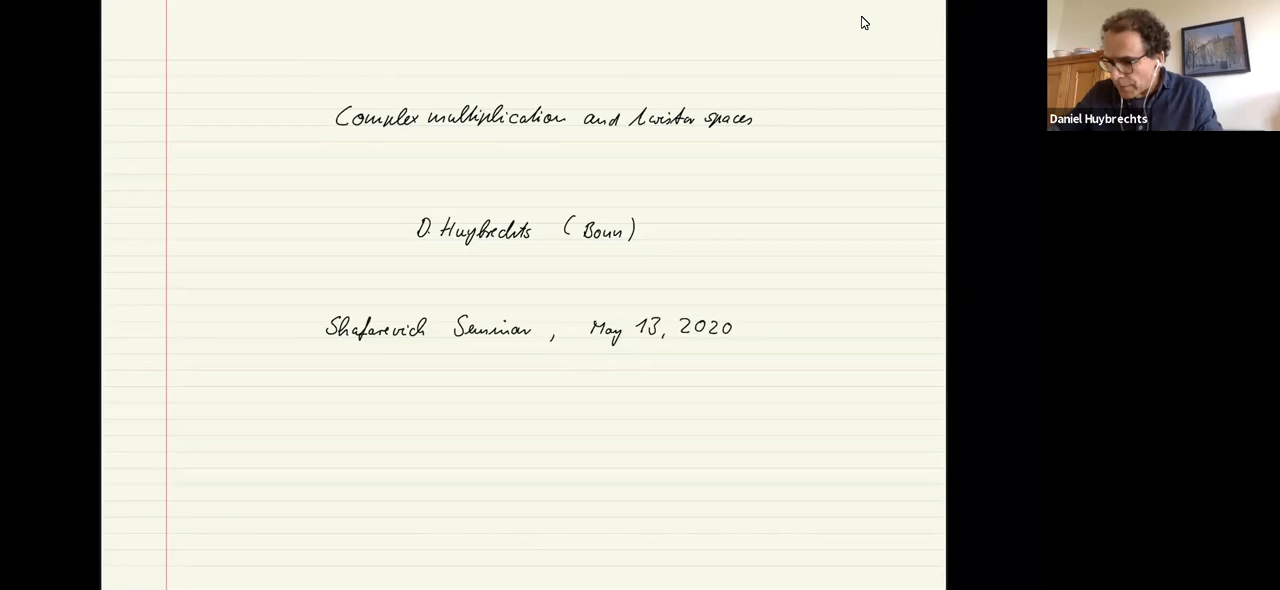 Complex multiplication and twistor spaces
D. Huybrechts (Bonn)
Shafarevich Seminar, May 13, 2020
Daniel Huybrechts